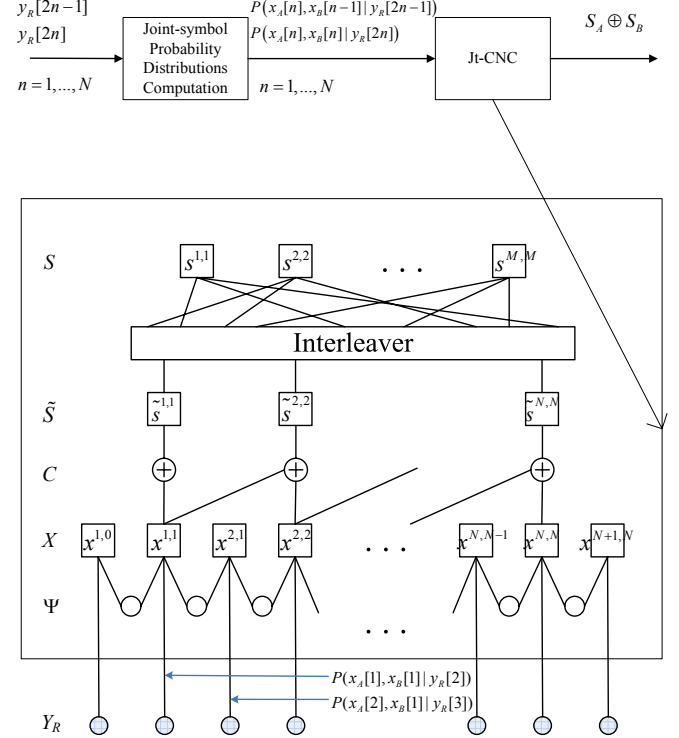 y_R[2n−1]
y_R[2n]
n = 1,..., N
Joint-symbol
Probability
Distributions
Computation
P(x_A[n], x_B[n−1] | y_R[2n−1])
P(x_A[n], x_B[n] | y_R[2n])
n = 1,..., N
Jt-CNC
S_A ⊕ S_B
S s^{1,1} s^{2,2} . . . s^{M,M}
Interleaver
S̃ s̃^{1,1} s̃^{2,2} s̃^{N,N}
C + + +
X x^{1,0} x^{1,1} x^{2,1} x^{2,2} . . . x^{N,N−1} x^{N,N} x^{N+1,N}
Ψ . . .
P(x_A[1], x_B[1] | y_R[2])
P(x_A[2], x_B[1] | y_R[3])
Y_R